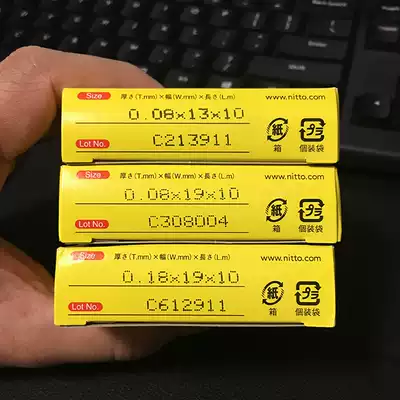 Size 厚さ(T.mm)×幅(W.mm)×長さ(L.m) www.nitto.com
0.08×13×10
Lot No. C213911 紙 プラ
箱 個装袋
Size 厚さ(T.mm)×幅(W.mm)×長さ(L.m) www.nitto.com
0.08×19×10
Lot No. C308004 紙 プラ
箱 個装袋
Size 厚さ(T.mm)×幅(W.mm)×長さ(L.m) www.nitto.com
0.18×19×10
Lot No. C612911 紙 プラ
箱 個装袋